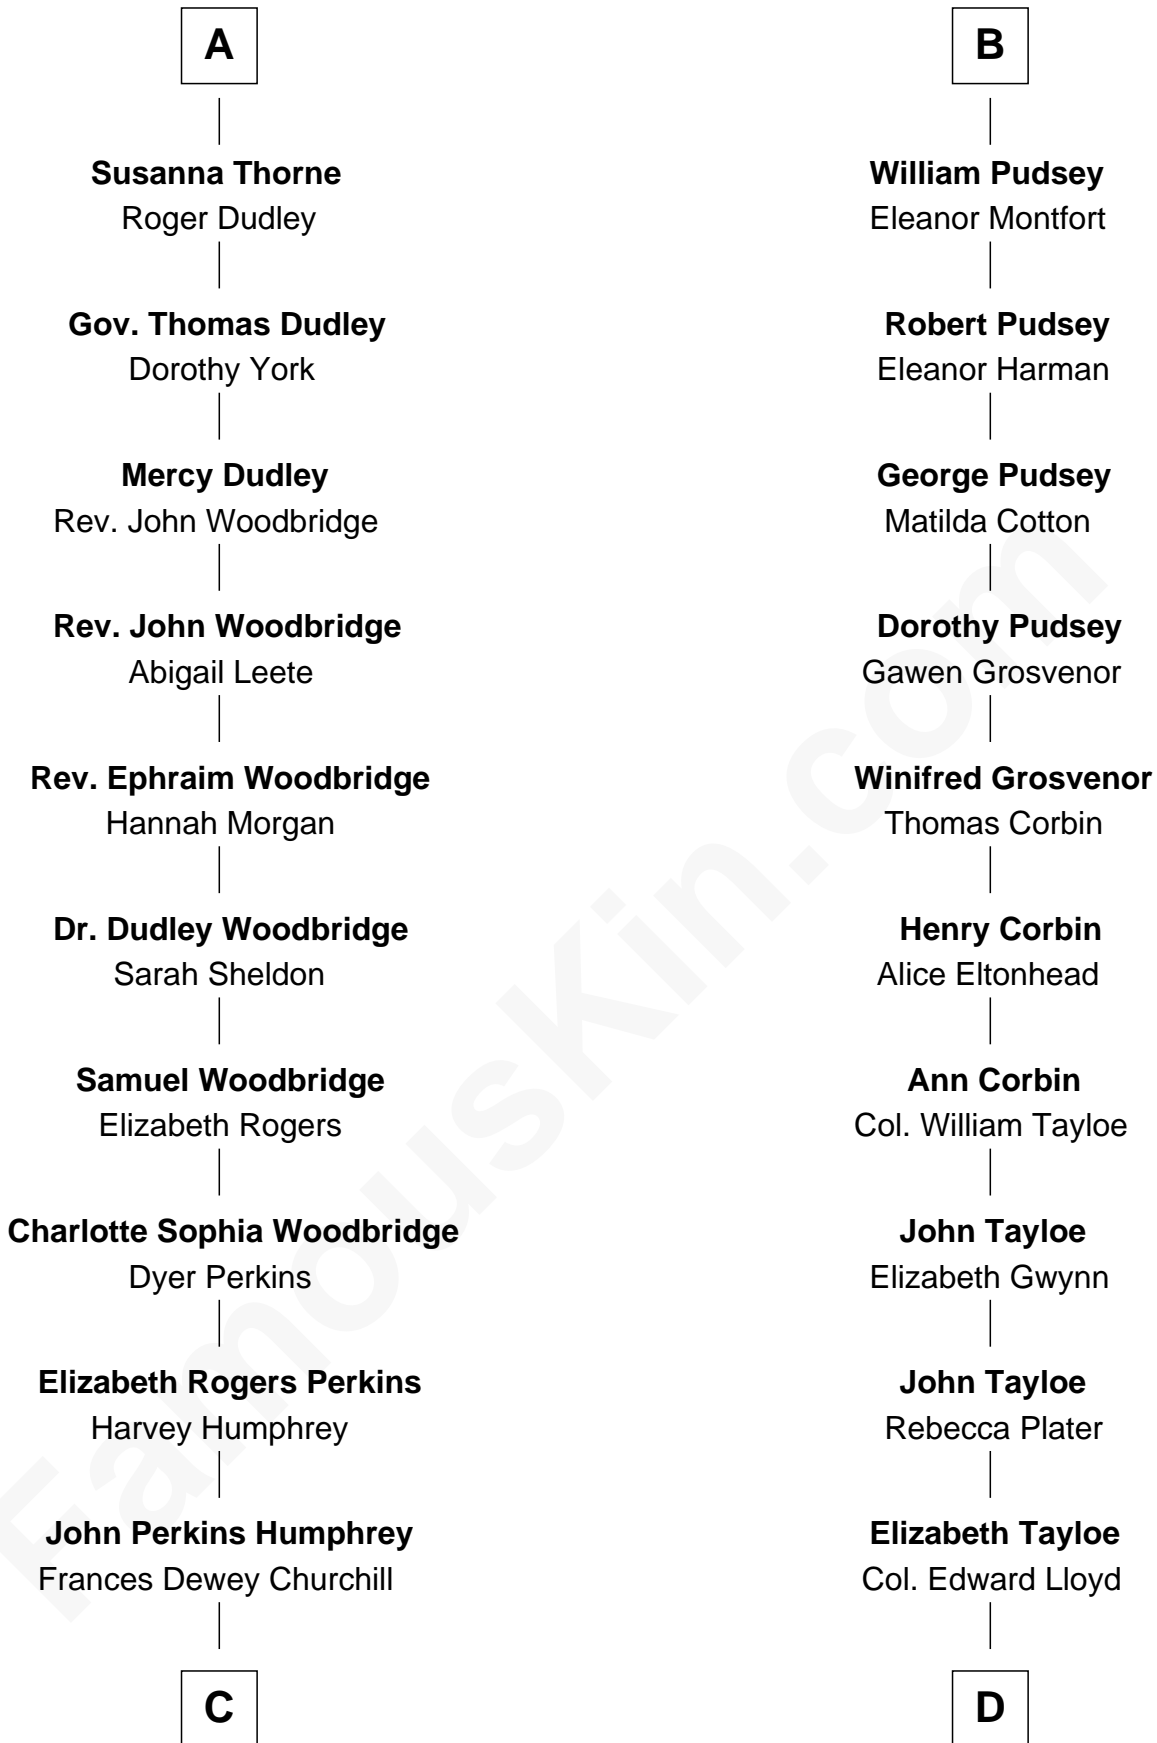 A
Susanna Thorne
Roger Dudley
Gov. Thomas Dudley
Dorothy York
Mercy Dudley
Rev. John Woodbridge
Rev. John Woodbridge
Abigail Leete
Rev. Ephraim Woodbridge
Hannah Morgan
Dr. Dudley Woodbridge
Sarah Sheldon
Samuel Woodbridge
Elizabeth Rogers
Charlotte Sophia Woodbridge
Dyer Perkins
Elizabeth Rogers Perkins
Harvey Humphrey
John Perkins Humphrey
Frances Dewey Churchill
C
B
William Pudsey
Eleanor Montfort
Robert Pudsey
Eleanor Harman
George Pudsey
Matilda Cotton
Dorothy Pudsey
Gawen Grosvenor
Winifred Grosvenor
Thomas Corbin
Henry Corbin
Alice Eltonhead
Ann Corbin
Col. William Tayloe
John Tayloe
Elizabeth Gwynn
John Tayloe
Rebecca Plater
Elizabeth Tayloe
Col. Edward Lloyd
D
FamousKin.com